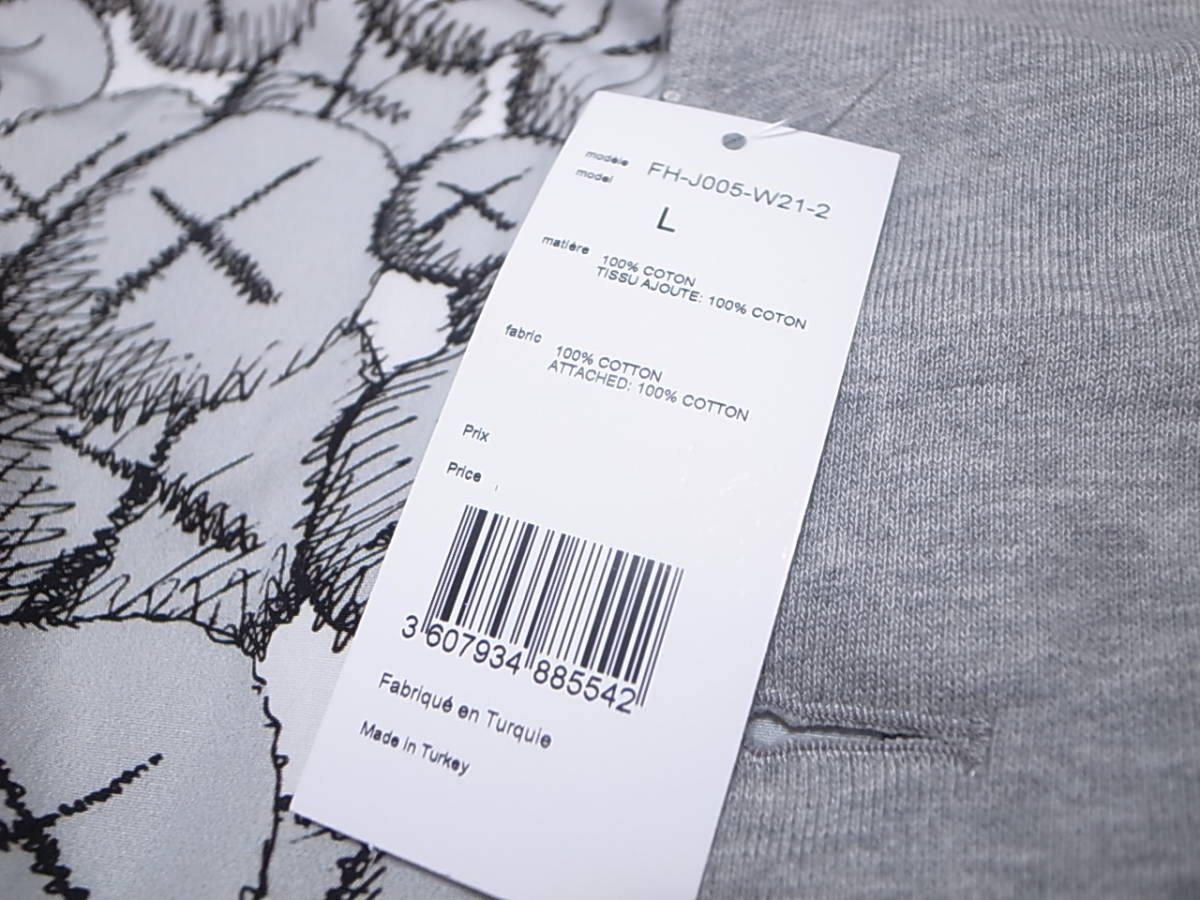 modèle FH-J005-W21-2
model
L
matière 100% COTON
TISSU AJOUTE: 100% COTON
fabric 100% COTTON
ATTACHED: 100% COTTON
Prix
Price
3 607934 885542
Fabriqué en Turquie
Made in Turkey